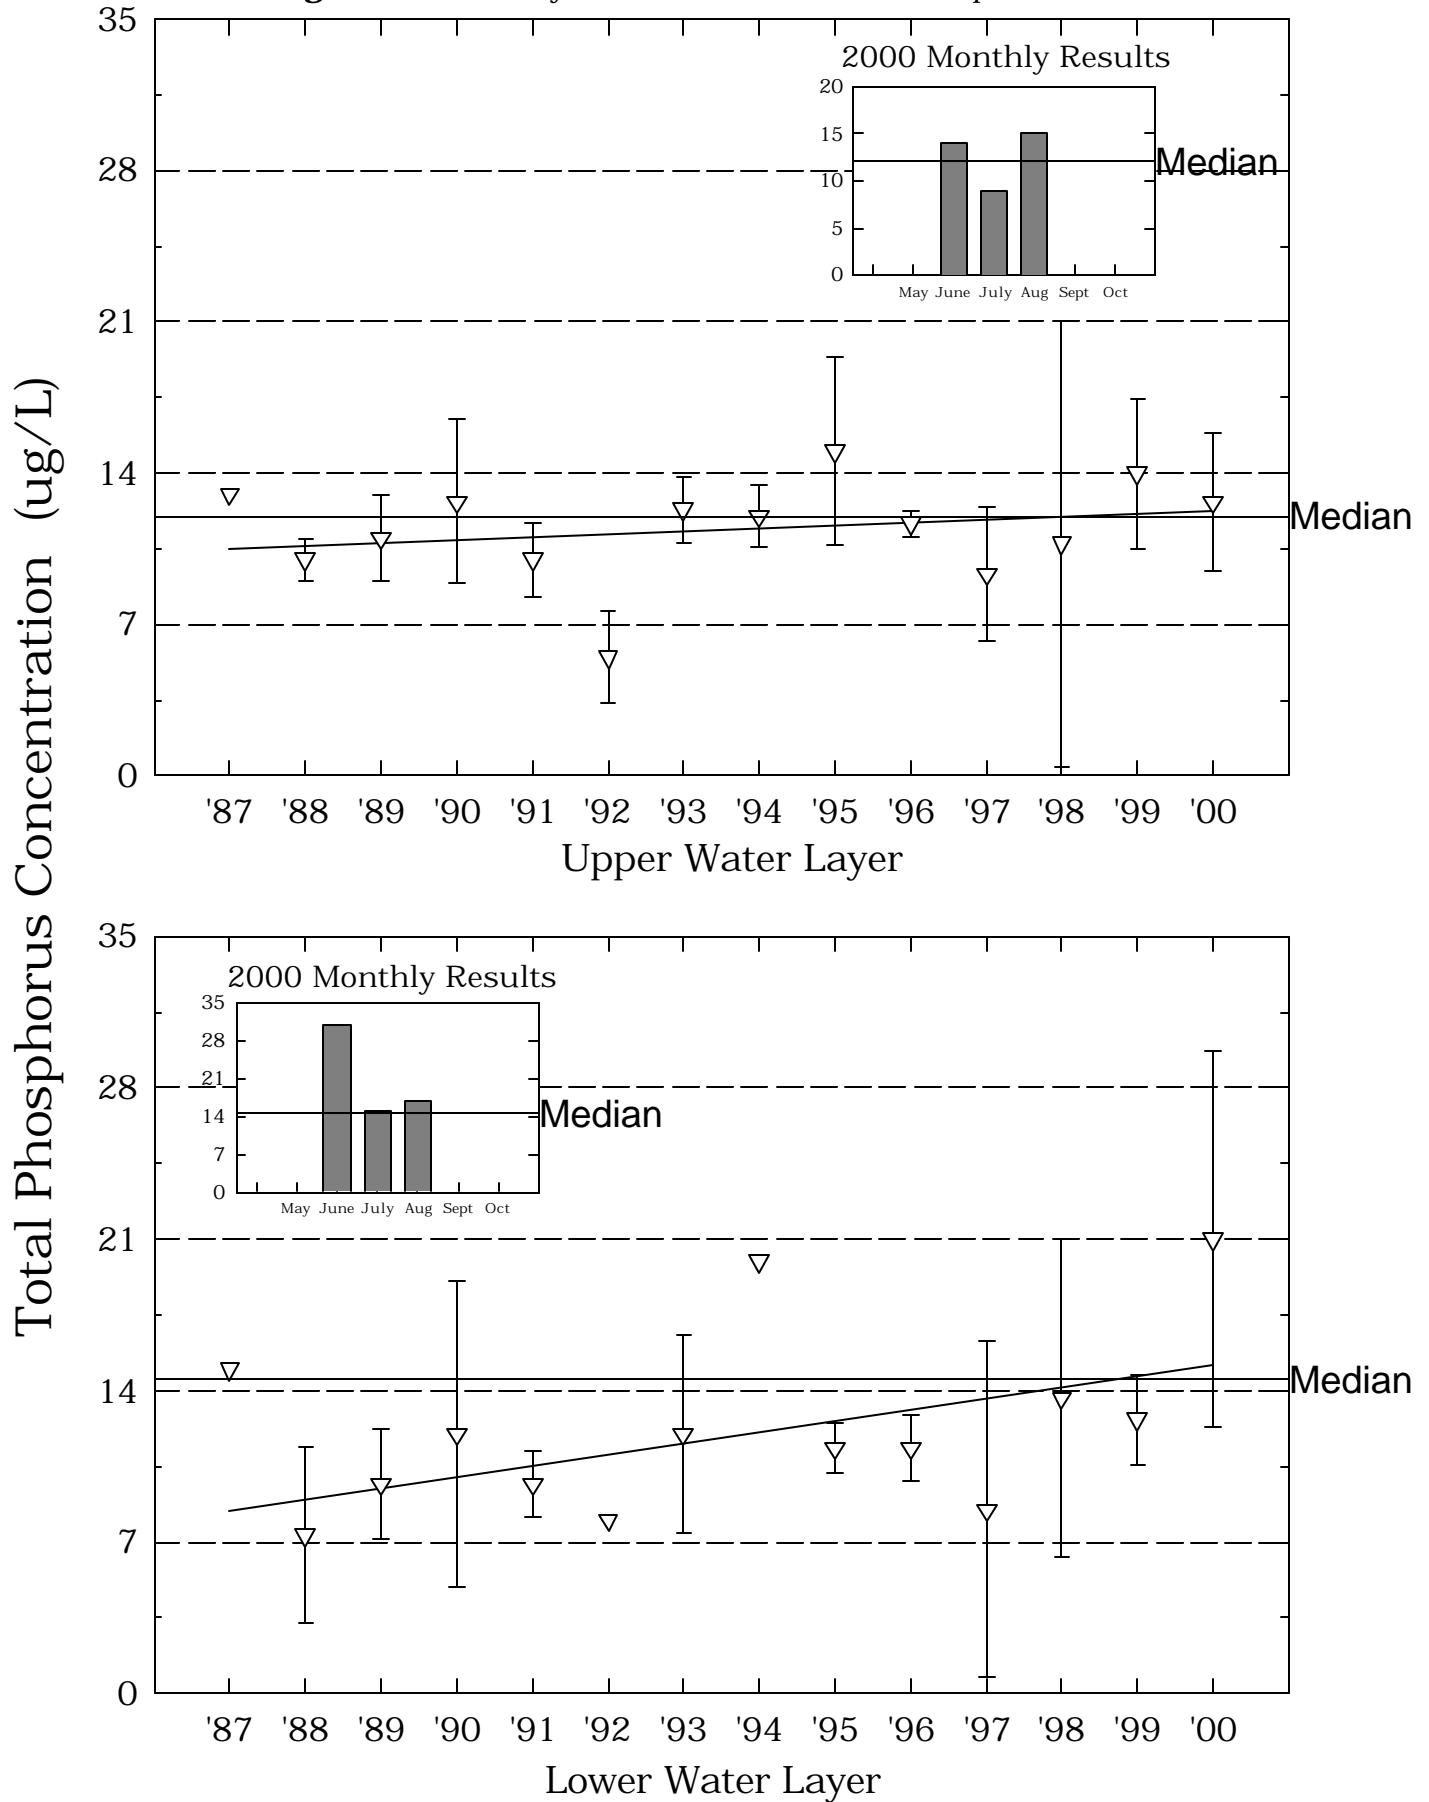 35
2000 Monthly Results
20
15
Median
28
10
5
0
May June July Aug Sept Oct
21
14
Median
7
0
'87 '88 '89 '90 '91 '92 '93 '94 '95 '96 '97 '98 '99 '00
Upper Water Layer
Total Phosphorus Concentration (ug/L)
35
2000 Monthly Results
35
28
21
28
14
Median
7
0
May June July Aug Sept Oct
21
14
Median
7
0
'87 '88 '89 '90 '91 '92 '93 '94 '95 '96 '97 '98 '99 '00
Lower Water Layer